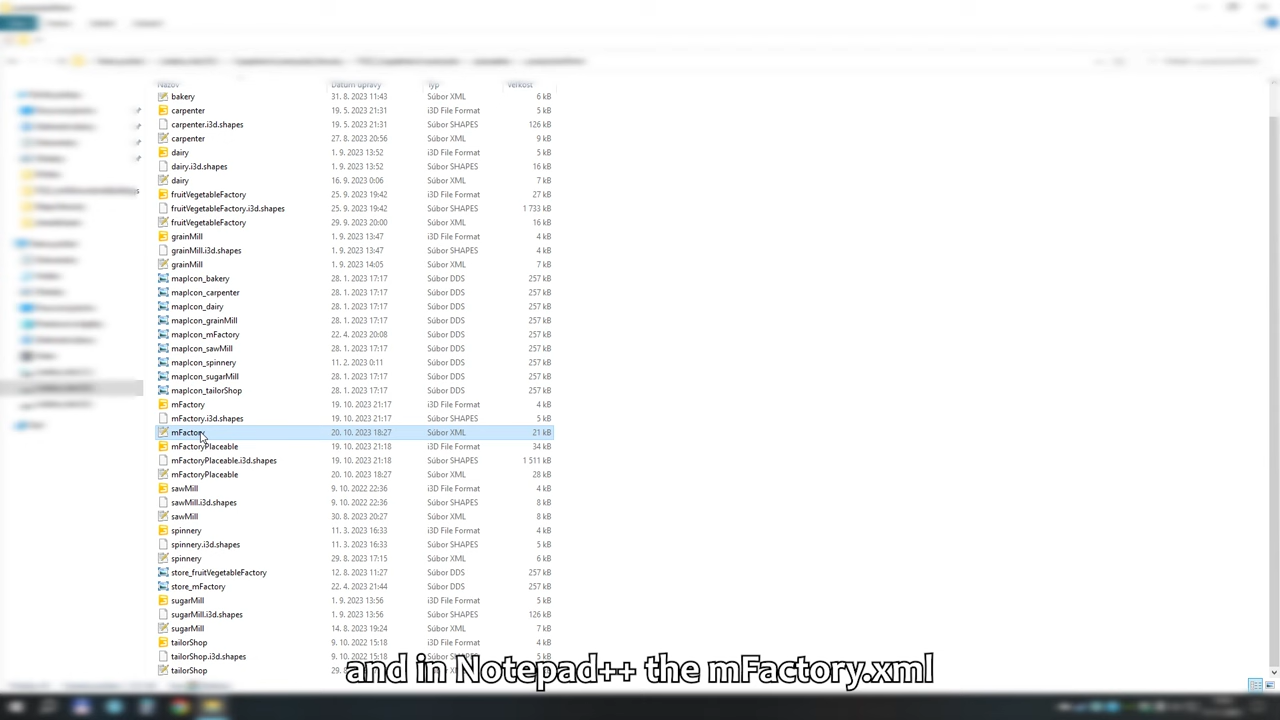 Názov Dátum úpravy Typ Veľkosť
bakery 31. 8. 2023 11:43 Súbor XML 6 kB
carpenter 19. 5. 2023 21:31 i3D File Format 5 kB
carpenter.i3d.shapes 19. 5. 2023 21:31 Súbor SHAPES 126 kB
carpenter 27. 8. 2023 20:56 Súbor XML 9 kB
dairy 1. 9. 2023 13:52 i3D File Format 5 kB
dairy.i3d.shapes 1. 9. 2023 13:52 Súbor SHAPES 16 kB
dairy 16. 9. 2023 0:06 Súbor XML 7 kB
fruitVegetableFactory 25. 9. 2023 19:42 i3D File Format 27 kB
fruitVegetableFactory.i3d.shapes 25. 9. 2023 19:42 Súbor SHAPES 1 733 kB
fruitVegetableFactory 29. 9. 2023 20:00 Súbor XML 16 kB
grainMill 1. 9. 2023 13:47 i3D File Format 4 kB
grainMill.i3d.shapes 1. 9. 2023 13:47 Súbor SHAPES 4 kB
grainMill 1. 9. 2023 14:05 Súbor XML 7 kB
mapIcon_bakery 28. 1. 2023 17:17 Súbor DDS 257 kB
mapIcon_carpenter 28. 1. 2023 17:17 Súbor DDS 257 kB
mapIcon_dairy 28. 1. 2023 17:17 Súbor DDS 257 kB
mapIcon_grainMill 28. 1. 2023 17:17 Súbor DDS 257 kB
mapIcon_mFactory 22. 4. 2023 20:08 Súbor DDS 257 kB
mapIcon_sawMill 28. 1. 2023 17:17 Súbor DDS 257 kB
mapIcon_spinnery 11. 2. 2023 0:11 Súbor DDS 257 kB
mapIcon_sugarMill 28. 1. 2023 17:17 Súbor DDS 257 kB
mapIcon_tailorShop 28. 1. 2023 17:17 Súbor DDS 257 kB
mFactory 19. 10. 2023 21:17 i3D File Format 4 kB
mFactory.i3d.shapes 19. 10. 2023 21:17 Súbor SHAPES 5 kB
mFactory 20. 10. 2023 18:27 Súbor XML 21 kB
mFactoryPlaceable 19. 10. 2023 21:18 i3D File Format 34 kB
mFactoryPlaceable.i3d.shapes 19. 10. 2023 21:18 Súbor SHAPES 1 511 kB
mFactoryPlaceable 20. 10. 2023 18:27 Súbor XML 28 kB
sawMill 9. 10. 2022 22:36 i3D File Format 4 kB
sawMill.i3d.shapes 9. 10. 2022 22:36 Súbor SHAPES 8 kB
sawMill 30. 8. 2023 20:27 Súbor XML 8 kB
spinnery 11. 3. 2023 16:33 i3D File Format 4 kB
spinnery.i3d.shapes 11. 3. 2023 16:33 Súbor SHAPES 5 kB
spinnery 29. 8. 2023 17:15 Súbor XML 6 kB
store_fruitVegetableFactory 12. 8. 2023 11:27 Súbor DDS 257 kB
store_mFactory 22. 4. 2023 21:44 Súbor DDS 257 kB
sugarMill 1. 9. 2023 13:56 i3D File Format 4 kB
sugarMill.i3d.shapes 1. 9. 2023 13:56 Súbor SHAPES 126 kB
sugarMill 14. 8. 2023 19:24 Súbor XML 7 kB
tailorShop 9. 10. 2022 15:18 i3D File Format 4 kB
tailorShop.i3d.shapes
tailorShop
and in Notepad++ the mFactory.xml